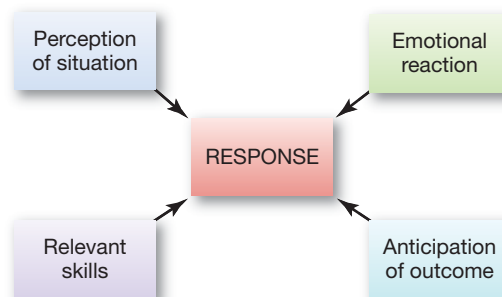 Perception
of situation
Emotional
reaction
RESPONSE
Relevant
skills
Anticipation
of outcome